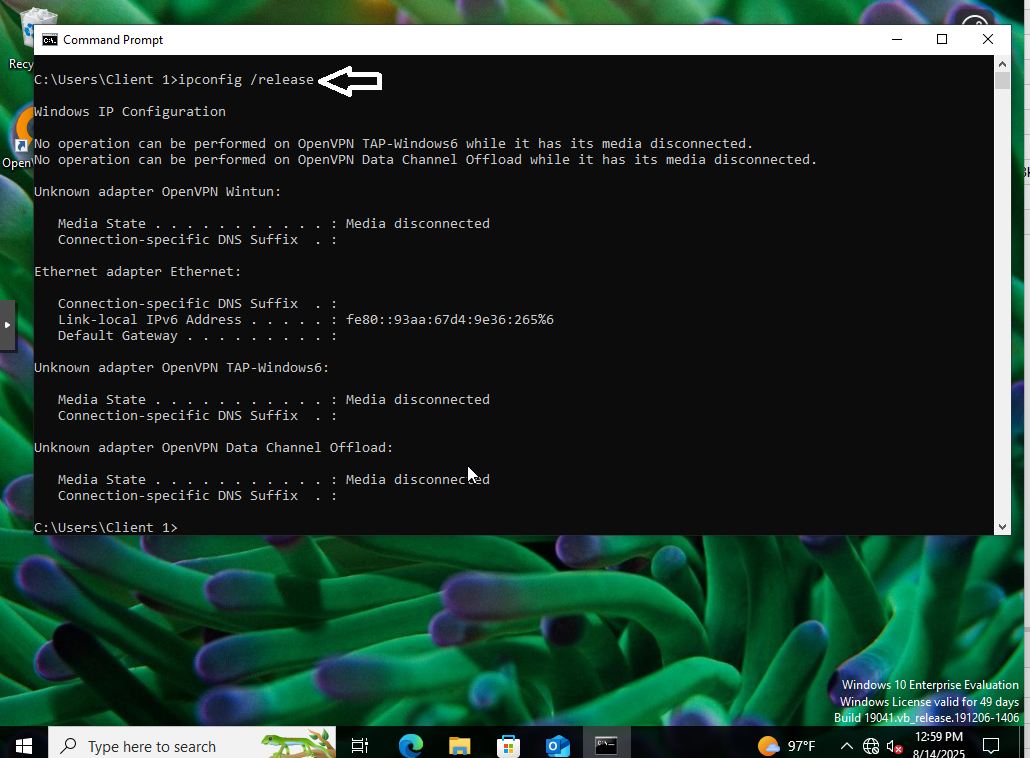 Command Prompt
Recy
C:\Users\Client 1>ipconfig /release
Windows IP Configuration
No operation can be performed on OpenVPN TAP-Windows6 while it has its media disconnected.
No operation can be performed on OpenVPN Data Channel Offload while it has its media disconnected.
Open
Unknown adapter OpenVPN Wintun:
Media State . . . . . . . . . . . : Media disconnected
Connection-specific DNS Suffix  . :
Ethernet adapter Ethernet:
Connection-specific DNS Suffix  . :
Link-local IPv6 Address . . . . . : fe80::93aa:67d4:9e36:265%6
Default Gateway . . . . . . . . . :
Unknown adapter OpenVPN TAP-Windows6:
Media State . . . . . . . . . . . : Media disconnected
Connection-specific DNS Suffix  . :
Unknown adapter OpenVPN Data Channel Offload:
Media State . . . . . . . . . . . : Media disconnected
Connection-specific DNS Suffix  . :
C:\Users\Client 1>
Windows 10 Enterprise Evaluation
Windows License valid for 49 days
Build 19041.vb_release.191206-1406
Type here to search
97°F
12:59 PM
8/14/2025